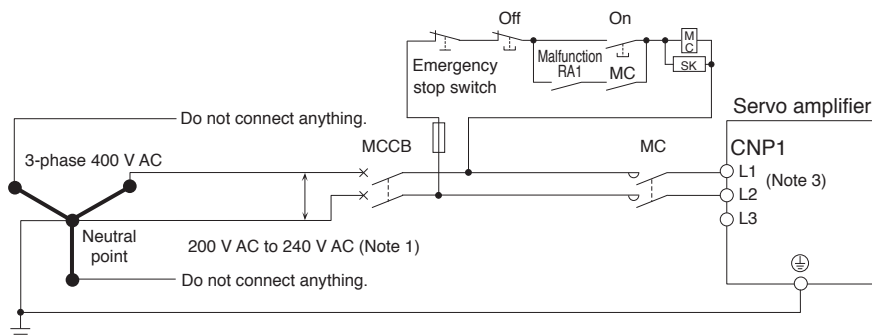 Off
On
Emergency
stop switch
Malfunction
RA1
MC
M
C
SK
Do not connect anything.
3-phase 400 V AC
MCCB
MC
Servo amplifier
CNP1
L1
(Note 3)
L2
L3
Neutral
point
200 V AC to 240 V AC (Note 1)
Do not connect anything.